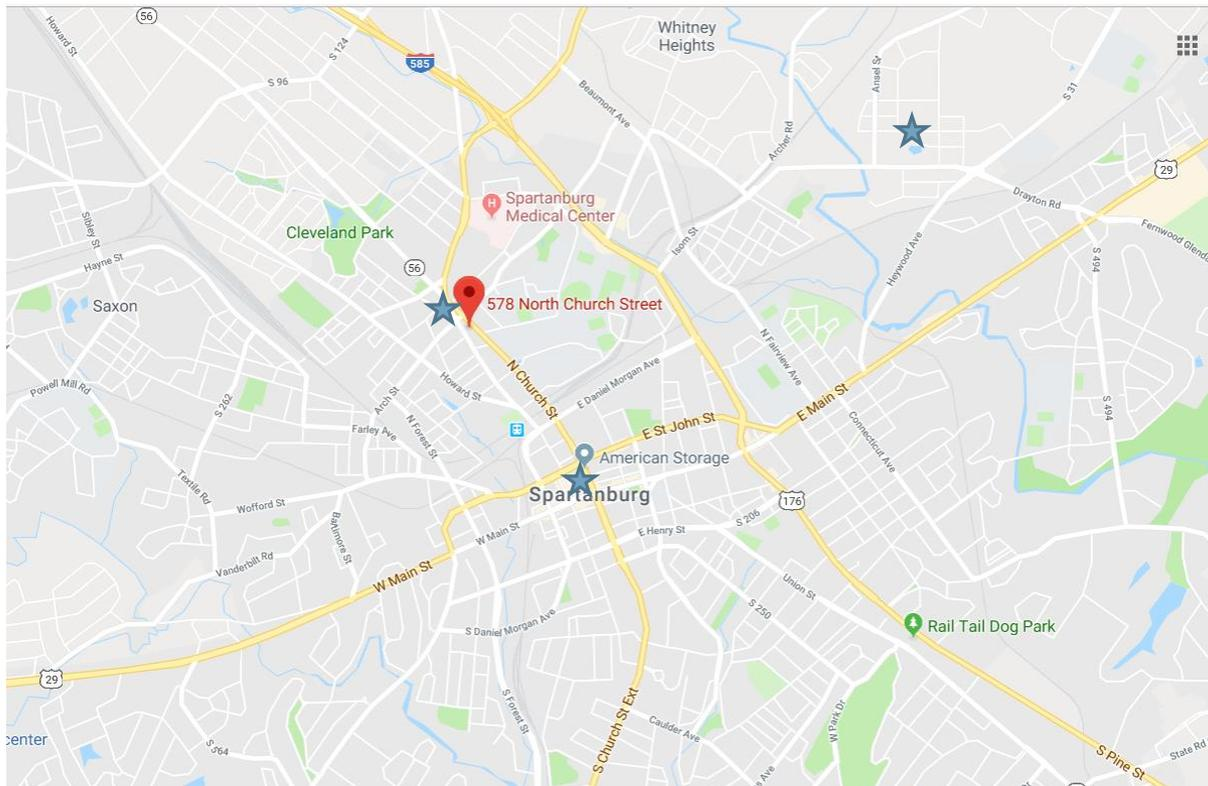 56
Howard St
S 124
585
S 96
Whitney
Heights
Beaumont Ave
Ansel St
S 31
Archer Rd
29
Spartanburg
Medical Center
Drayton Rd
Cleveland Park
Sibley St
Isom St
Fernwood Glenda
Hayne St
56
Heywood Ave
S 494
Saxon
578 North Church Street
N Fairview Ave
Powell Mill Rd
Howard St
N Church St
E Daniel Morgan Ave
S 262
Arch St
E Main St
S 494
Farley Ave
N Forest St
E St John St
Connecticut Ave
American Storage
Textile Rd
Spartanburg
176
Wofford St
Baltimore St
W Main St
E Henry St
S 206
Vanderbilt Rd
W Main St
Union St
S 250
S Daniel Morgan Ave
Rail Tail Dog Park
29
S Forest St
S Church St Ext
Caulder Ave
W Park Dr
center
S 364
State Rd
S Pine St
s Ave